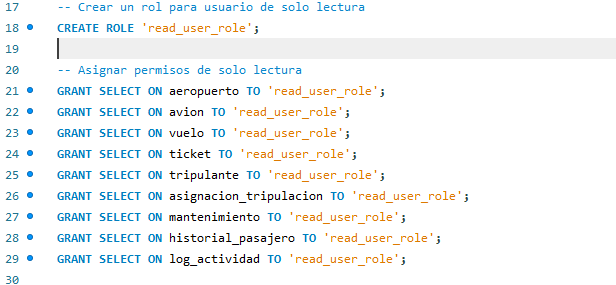 17 -- Crear un rol para usuario de solo lectura
18 CREATE ROLE 'read_user_role';
19
20 -- Asignar permisos de solo lectura
21 GRANT SELECT ON aeropuerto TO 'read_user_role';
22 GRANT SELECT ON avion TO 'read_user_role';
23 GRANT SELECT ON vuelo TO 'read_user_role';
24 GRANT SELECT ON ticket TO 'read_user_role';
25 GRANT SELECT ON tripulante TO 'read_user_role';
26 GRANT SELECT ON asignacion_tripulacion TO 'read_user_role';
27 GRANT SELECT ON mantenimiento TO 'read_user_role';
28 GRANT SELECT ON historial_pasajero TO 'read_user_role';
29 GRANT SELECT ON log_actividad TO 'read_user_role';
30